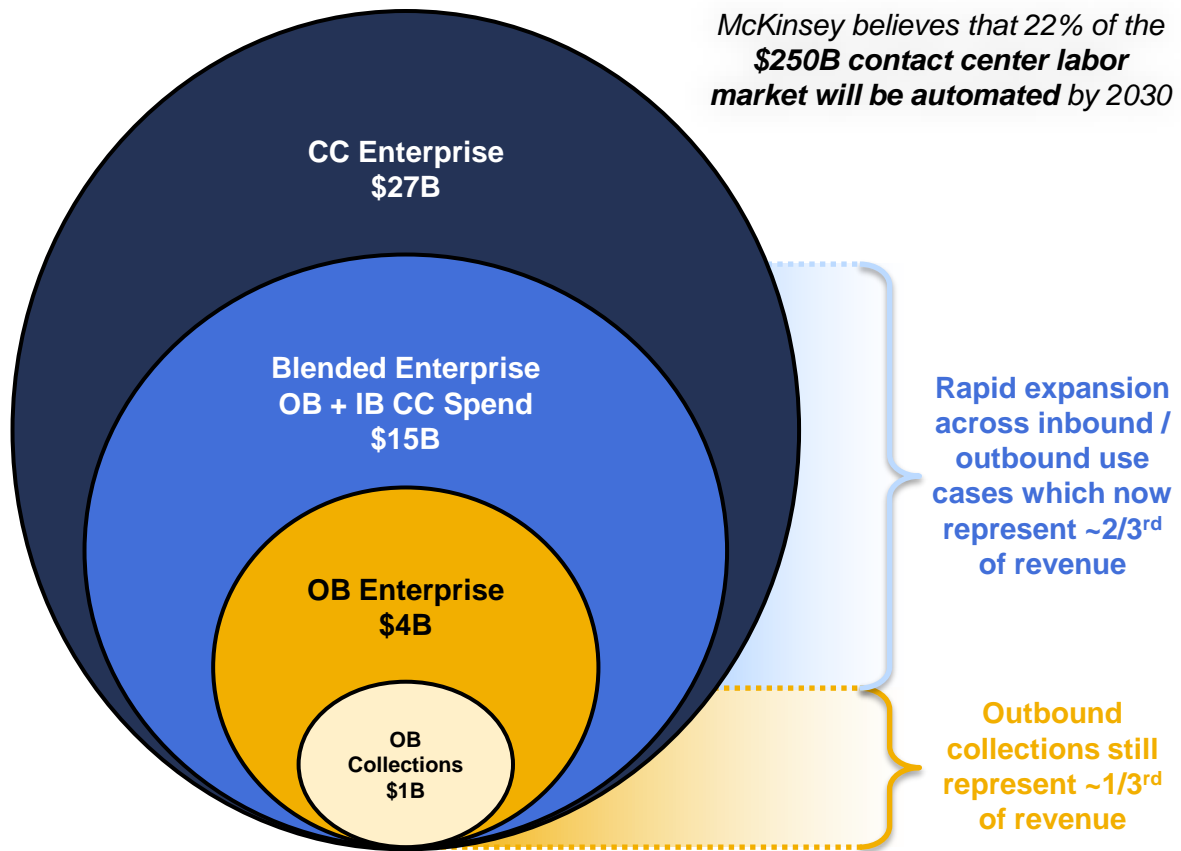 McKinsey believes that 22% of the
$250B contact center labor
market will be automated by 2030
CC Enterprise
$27B
Blended Enterprise
OB + IB CC Spend
$15B
OB Enterprise
$4B
OB
Collections
$1B
Rapid expansion
across inbound /
outbound use
cases which now
represent ~2/3rd
of revenue
Outbound
collections still
represent ~1/3rd
of revenue